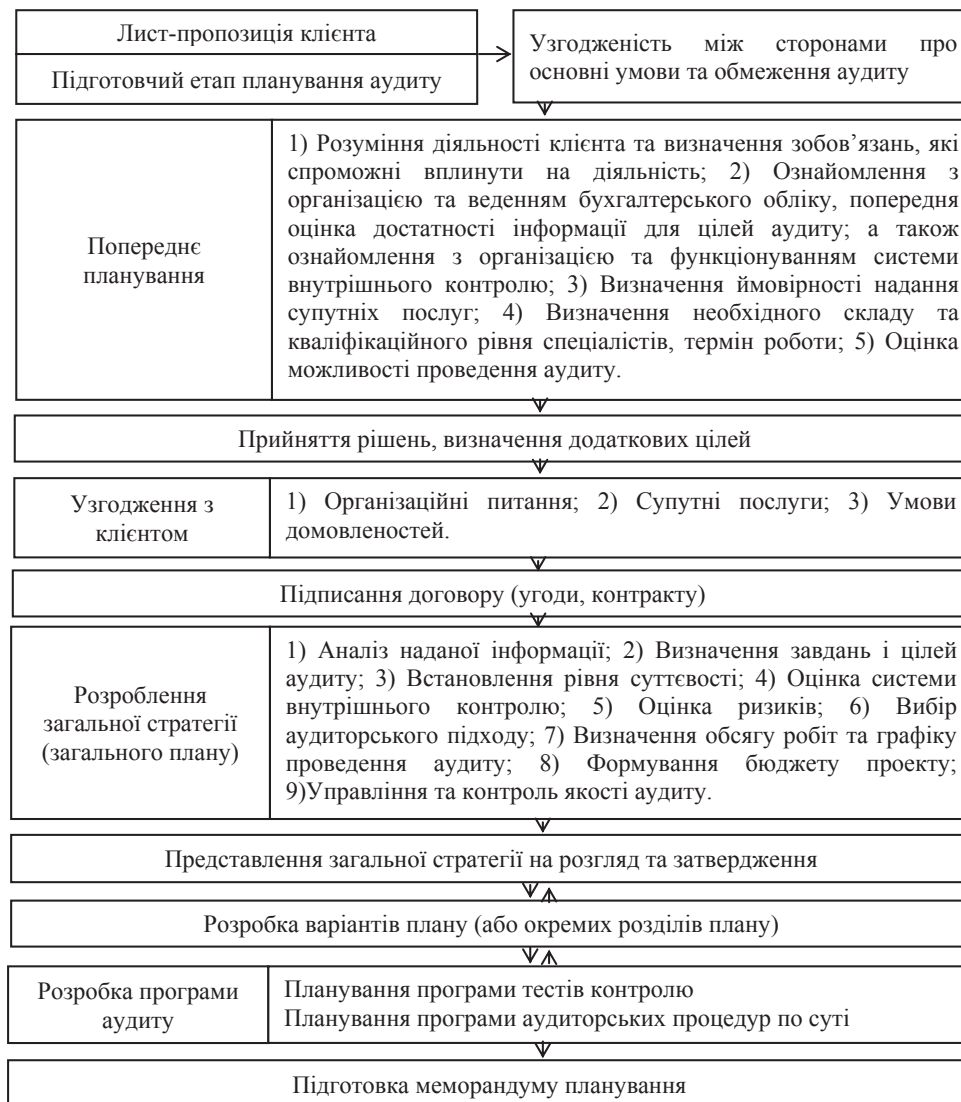 Лист-пропозиція клієнта
Підготовчий етап планування аудиту
Узгодженість між сторонами про
основні умови та обмеження аудиту
Попереднє
планування
1) Розуміння діяльності клієнта та визначення зобов’язань, які
спроможні вплинути на діяльність; 2) Ознайомлення з
організацією та веденням бухгалтерського обліку, попередня
оцінка достатності інформації для цілей аудиту; а також
ознайомлення з організацією та функціонуванням системи
внутрішнього контролю; 3) Визначення ймовірності надання
супутніх послуг; 4) Визначення необхідного складу та
кваліфікаційного рівня спеціалістів, термін роботи; 5) Оцінка
можливості проведення аудиту.
Прийняття рішень, визначення додаткових цілей
Узгодження з
клієнтом
1) Організаційні питання; 2) Супутні послуги; 3) Умови
домовленостей.
Підписання договору (угоди, контракту)
Розроблення
загальної стратегії
(загального плану)
1) Аналіз наданої інформації; 2) Визначення завдань і цілей
аудиту; 3) Встановлення рівня суттєвості; 4) Оцінка системи
внутрішнього контролю; 5) Оцінка ризиків; 6) Вибір
аудиторського підходу; 7) Визначення обсягу робіт та графіку
проведення аудиту; 8) Формування бюджету проекту;
9)Управління та контроль якості аудиту.
Представлення загальної стратегії на розгляд та затвердження
Розробка варіантів плану (або окремих розділів плану)
Розробка програми
аудиту
Планування програми тестів контролю
Планування програми аудиторських процедур по суті
Підготовка меморандуму планування